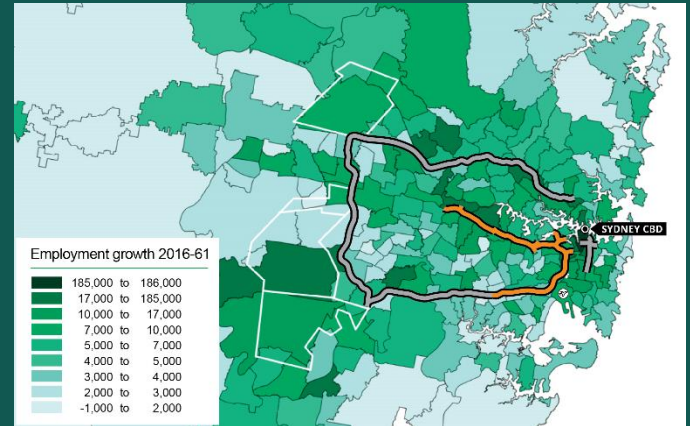 SYDNEY CBD
Employment growth 2016-61
185,000 to 186,000
17,000 to 185,000
10,000 to 17,000
7,000 to 10,000
5,000 to 7,000
4,000 to 5,000
3,000 to 4,000
2,000 to 3,000
-1,000 to 2,000